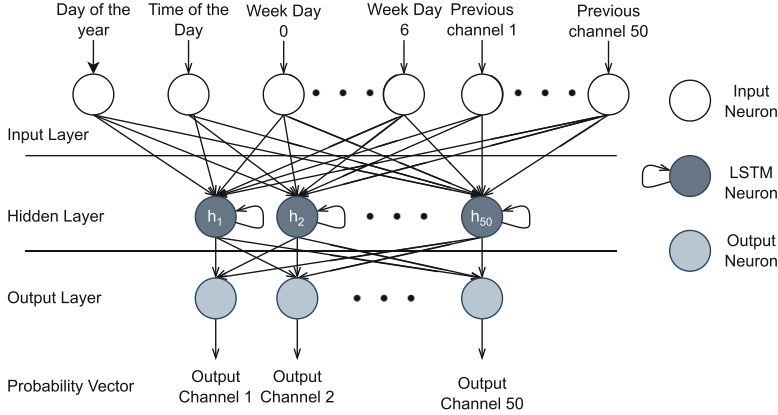 Day of the
year
Time of the
Day
Week Day
0
Week Day
6
Previous
channel 1
Previous
channel 50
Input
Neuron
Input Layer
LSTM
Neuron
Hidden Layer
h1
h2
h50
Output
Neuron
Output Layer
Probability Vector
Output
Channel 1
Output
Channel 2
Output
Channel 50